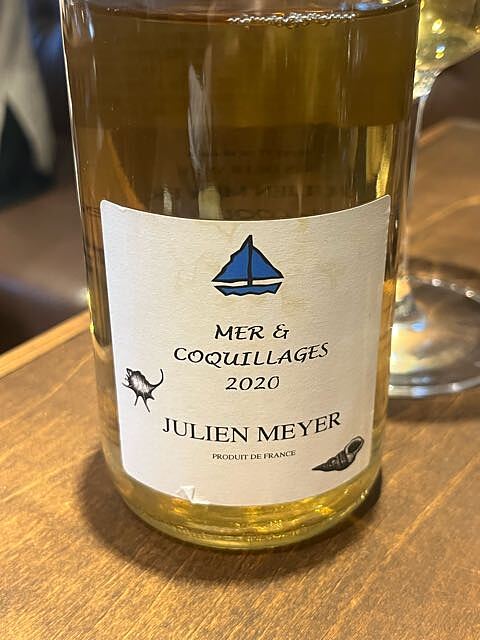 MER &
COQUILLAGES
2020
JULIEN MEYER
PRODUIT DE FRANCE